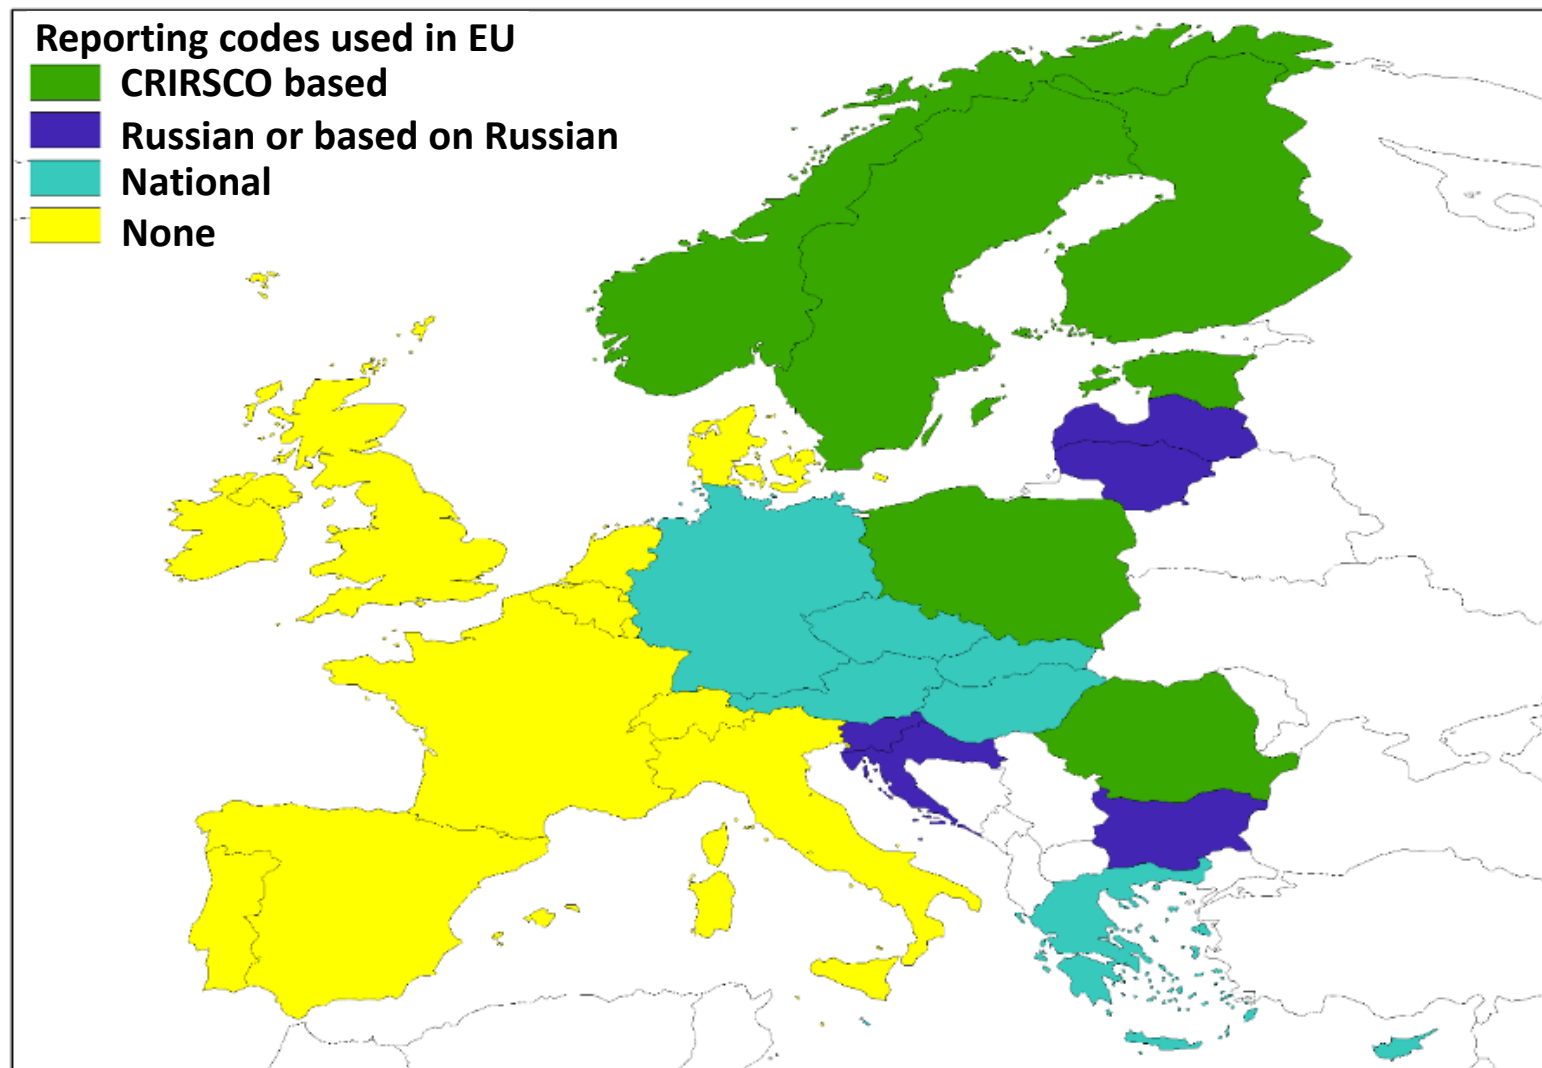 Reporting codes used in EU
CRIRSCO based
Russian or based on Russian
National
None